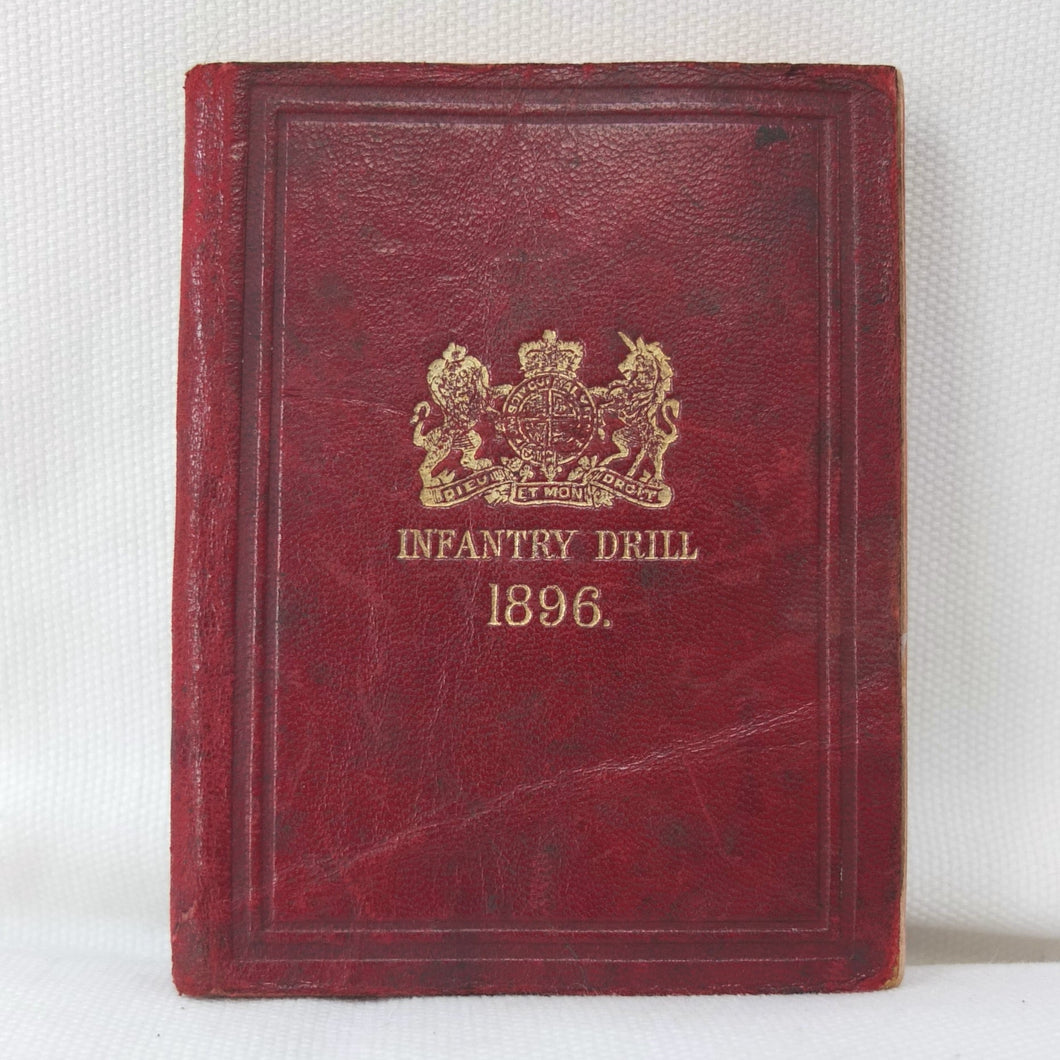 DIEU ET MON DROIT
INFANTRY DRILL
1896.